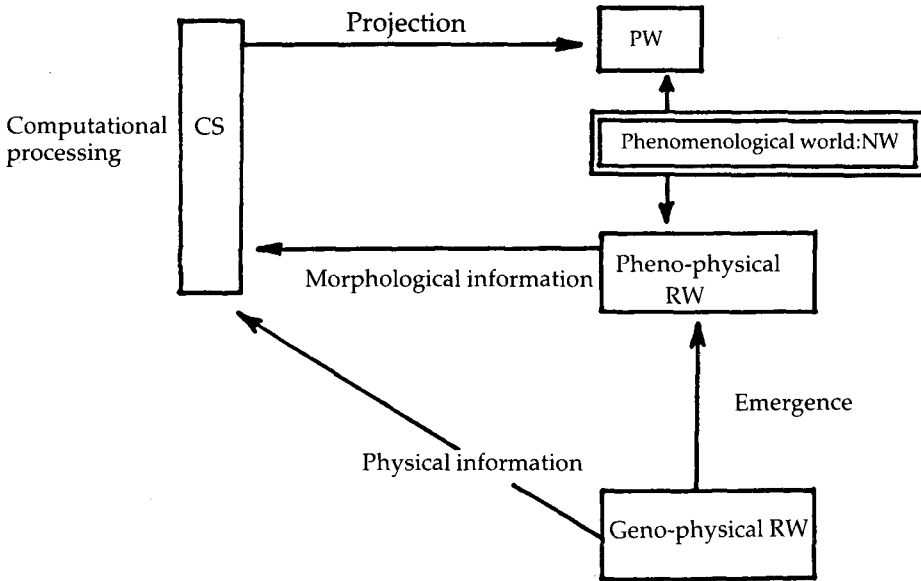 Projection
PW
Computational
processing
CS
Phenomenological world:NW
Morphological information
Pheno-physical
RW
Emergence
Physical information
Geno-physical RW